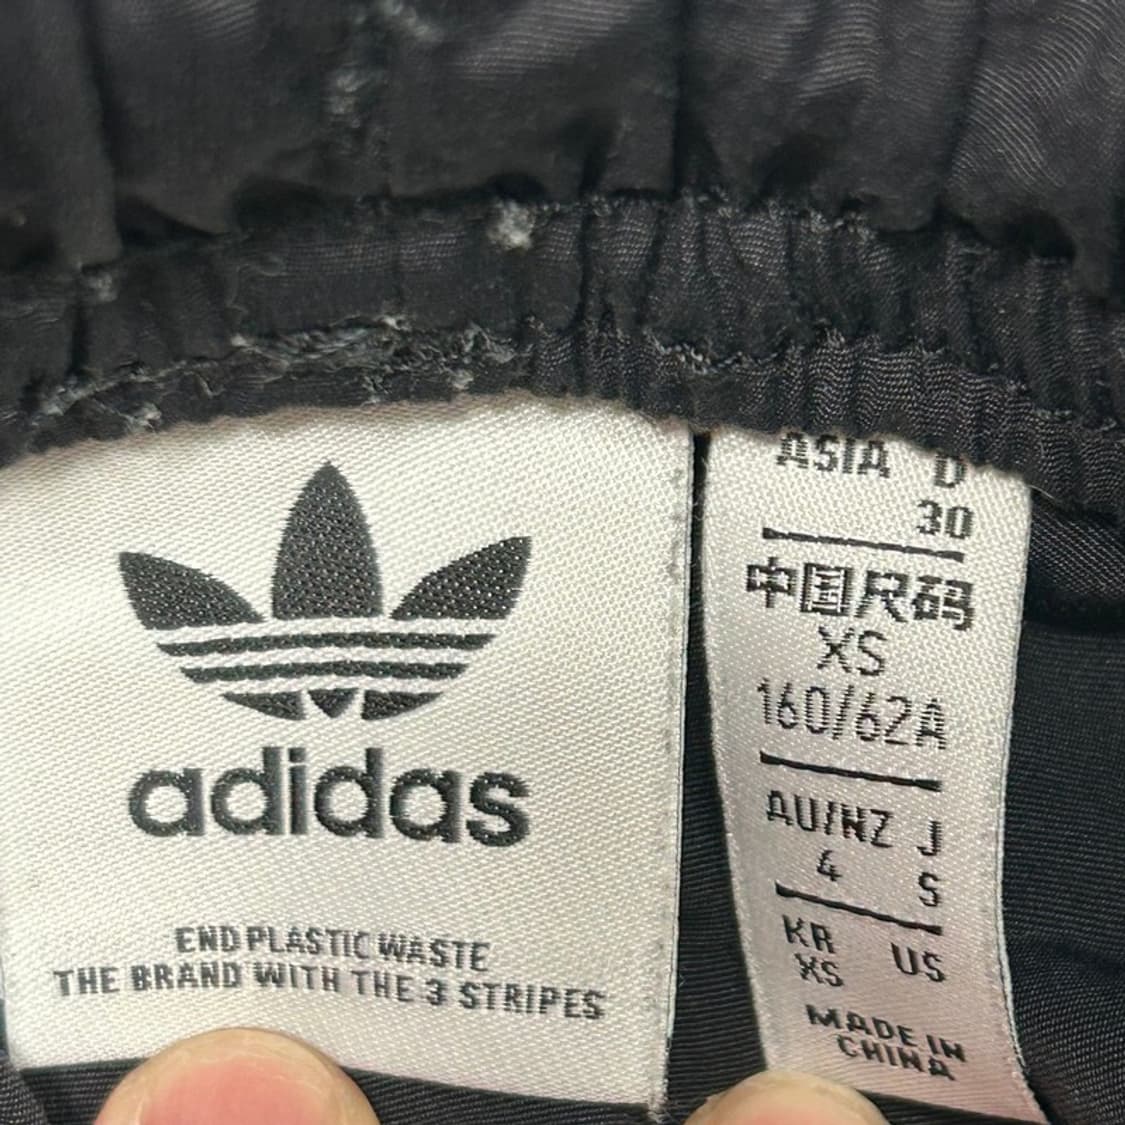 adidas
END PLASTIC WASTE
THE BRAND WITH THE 3 STRIPES
ASIA D
30
中国尺码
XS
160/62A
AU/NZ J
4 S
KR US
XS
MADE IN
CHINA